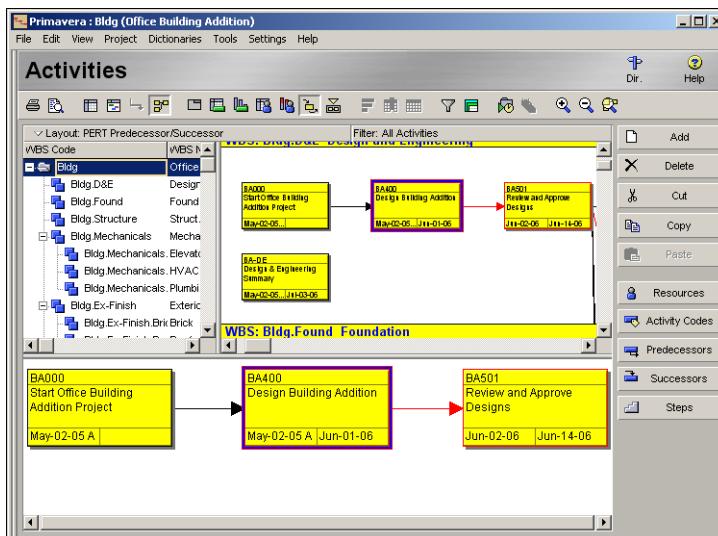 Primavera : Bldg (Office Building Addition)
File Edit View Project Dictionaries Tools Settings Help
Activities
Dir. Help
Layout: PERT Predecessor/Successor Filter: All Activities
WBS Code WBS N
Bldg Office
Bldg.D&E Design
Bldg.Found Found
Bldg.Structure Struct.
Bldg.Mechanicals Mecha
Bldg.Mechanicals. Elevato
Bldg.Mechanicals. HVAC
Bldg.Mechanicals. Plumbi
Bldg.Ex-Finish Exterio
Bldg.Ex-Finish.Bric Brick
WBS: Bldg.D&E Design and Engineering
BA000
Start Office Building
Addition Project
May-02-05...
BA400
Design Building Addition
May-02-05... Jun-01-06
BA501
Review and Approve
Designs
Jun-02-06 Jun-14-06
BA-DE
Design & Engineering
Summary
May-02-05... Jul-03-06
WBS: Bldg.Found Foundation
Add
Delete
Cut
Copy
Paste
Resources
Activity Codes
Predecessors
Successors
Steps
BA000
Start Office Building
Addition Project
May-02-05 A
BA400
Design Building Addition
May-02-05 A Jun-01-06
BA501
Review and Approve
Designs
Jun-02-06 Jun-14-06